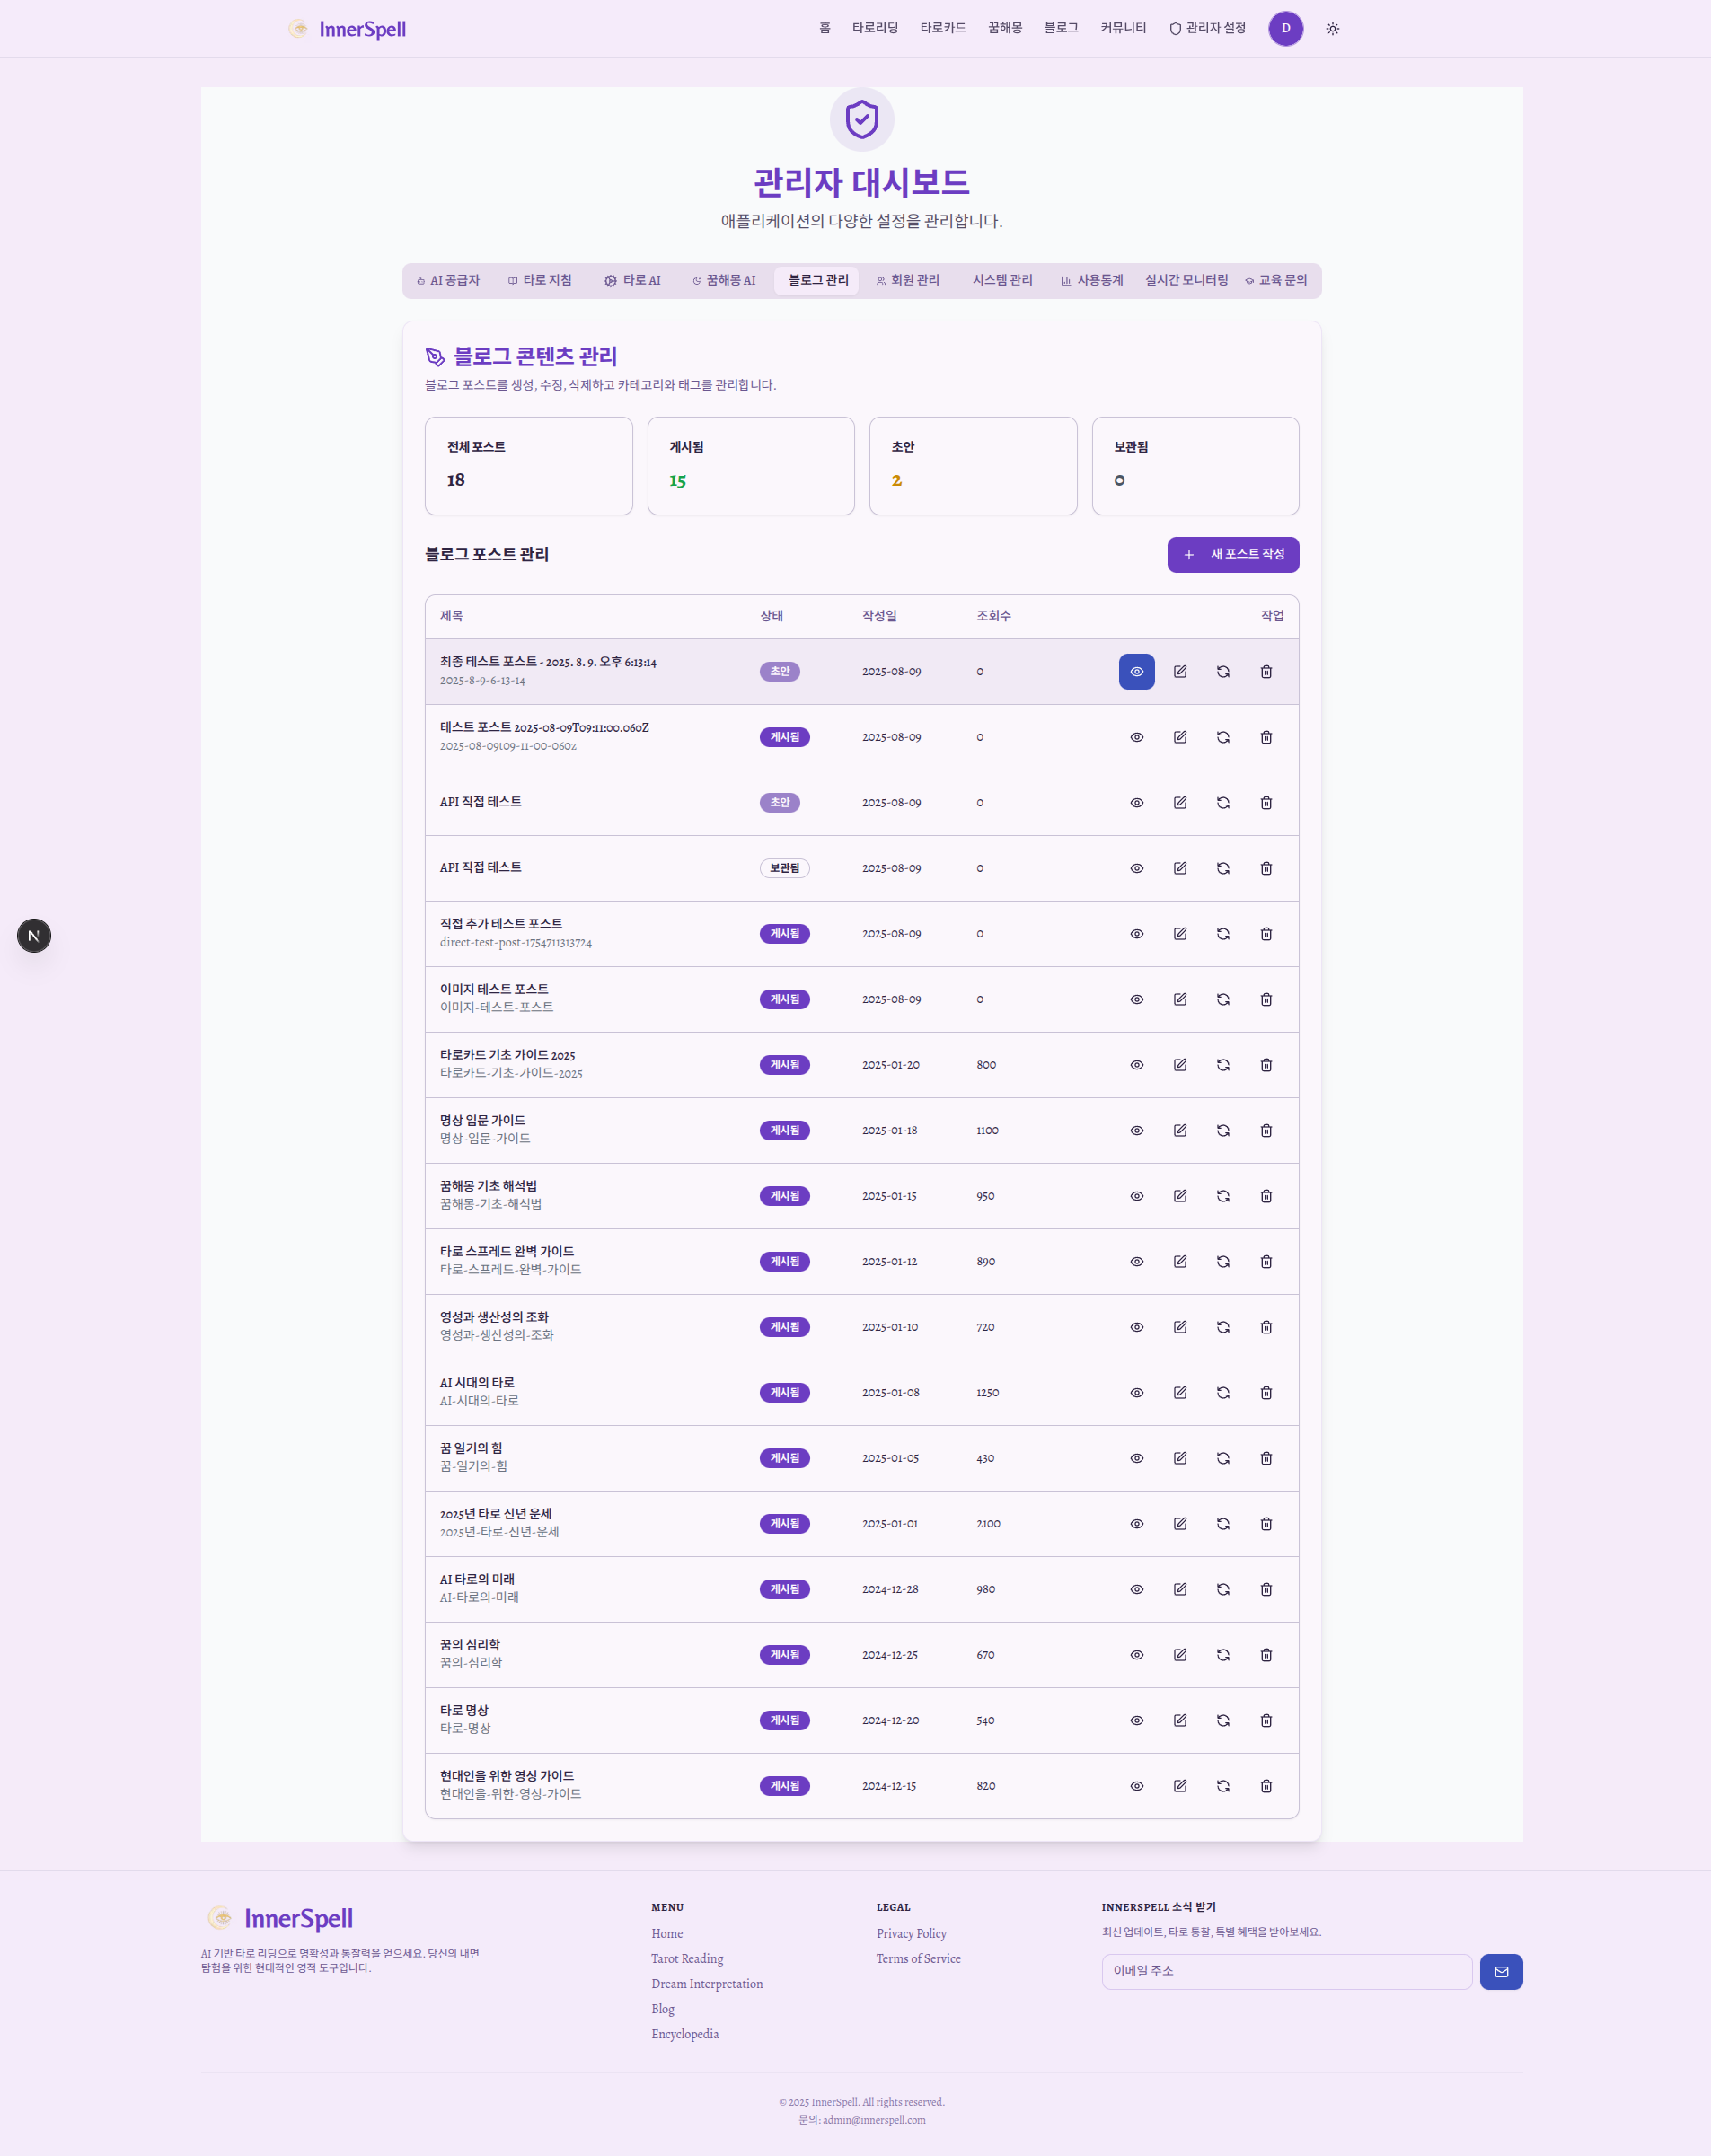 InnerSpell
홈 타로리딩 타로카드 꿈해몽 블로그 커뮤니티 관리자 설정 D
관리자 대시보드
애플리케이션의 다양한 설정을 관리합니다.
AI 공급자 타로 지침 타로 AI 꿈해몽 AI 블로그 관리 회원 관리 시스템 관리 사용통계 실시간 모니터링 교육 문의
블로그 콘텐츠 관리
블로그 포스트를 생성, 수정, 삭제하고 카테고리와 태그를 관리합니다.
전체 포스트 게시됨 초안 보관됨
18 15 2 0
블로그 포스트 관리
새 포스트 작성
제목 상태 작성일 조회수 작업
최종 테스트 포스트 - 2025. 8. 9. 오후 6:13:14
2025-8-9-6-13-14
초안 2025-08-09 0
테스트 포스트 2025-08-09T09:11:00.060Z
2025-08-09t09-11-00-060z
게시됨 2025-08-09 0
API 직접 테스트 초안 2025-08-09 0
API 직접 테스트 보관됨 2025-08-09 0
직접 추가 테스트 포스트
direct-test-post-1754711313724
게시됨 2025-08-09 0
이미지 테스트 포스트
이미지-테스트-포스트
게시됨 2025-08-09 0
타로카드 기초 가이드 2025
타로카드-기초-가이드-2025
게시됨 2025-01-20 800
명상 입문 가이드
명상-입문-가이드
게시됨 2025-01-18 1100
꿈해몽 기초 해석법
꿈해몽-기초-해석법
게시됨 2025-01-15 950
타로 스프레드 완벽 가이드
타로-스프레드-완벽-가이드
게시됨 2025-01-12 890
영성과 생산성의 조화
영성과-생산성의-조화
게시됨 2025-01-10 720
AI 시대의 타로
AI-시대의-타로
게시됨 2025-01-08 1250
꿈 일기의 힘
꿈-일기의-힘
게시됨 2025-01-05 430
2025년 타로 신년 운세
2025년-타로-신년-운세
게시됨 2025-01-01 2100
AI 타로의 미래
AI-타로의-미래
게시됨 2024-12-28 980
꿈의 심리학
꿈의-심리학
게시됨 2024-12-25 670
타로 명상
타로-명상
게시됨 2024-12-20 540
현대인을 위한 영성 가이드
현대인을-위한-영성-가이드
게시됨 2024-12-15 820
N
InnerSpell
AI 기반 타로 리딩으로 명확성과 통찰력을 얻으세요. 당신의 내면
탐험을 위한 현대적인 영적 도구입니다.
MENU
Home
Tarot Reading
Dream Interpretation
Blog
Encyclopedia
LEGAL
Privacy Policy
Terms of Service
INNERSPELL 소식 받기
최신 업데이트, 타로 통찰, 특별 혜택을 받아보세요.
이메일 주소
© 2025 InnerSpell. All rights reserved.
문의: admin@innerspell.com